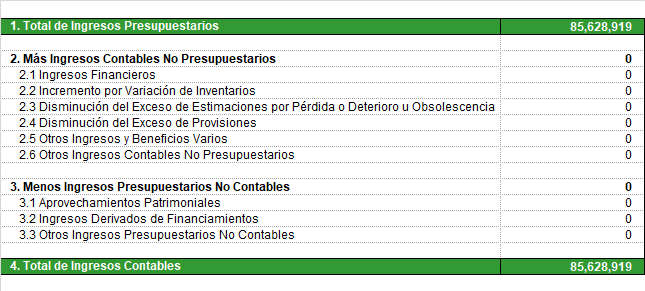 1. Total de Ingresos Presupuestarios 85,628,919
2. Más Ingresos Contables No Presupuestarios 0
2.1 Ingresos Financieros 0
2.2 Incremento por Variación de Inventarios 0
2.3 Disminución del Exceso de Estimaciones por Pérdida o Deterioro u Obsolescencia 0
2.4 Disminución del Exceso de Provisiones 0
2.5 Otros Ingresos y Beneficios Varios 0
2.6 Otros Ingresos Contables No Presupuestarios 0
3. Menos Ingresos Presupuestarios No Contables 0
3.1 Aprovechamientos Patrimoniales 0
3.2 Ingresos Derivados de Financiamientos 0
3.3 Otros Ingresos Presupuestarios No Contables 0
4. Total de Ingresos Contables 85,628,919